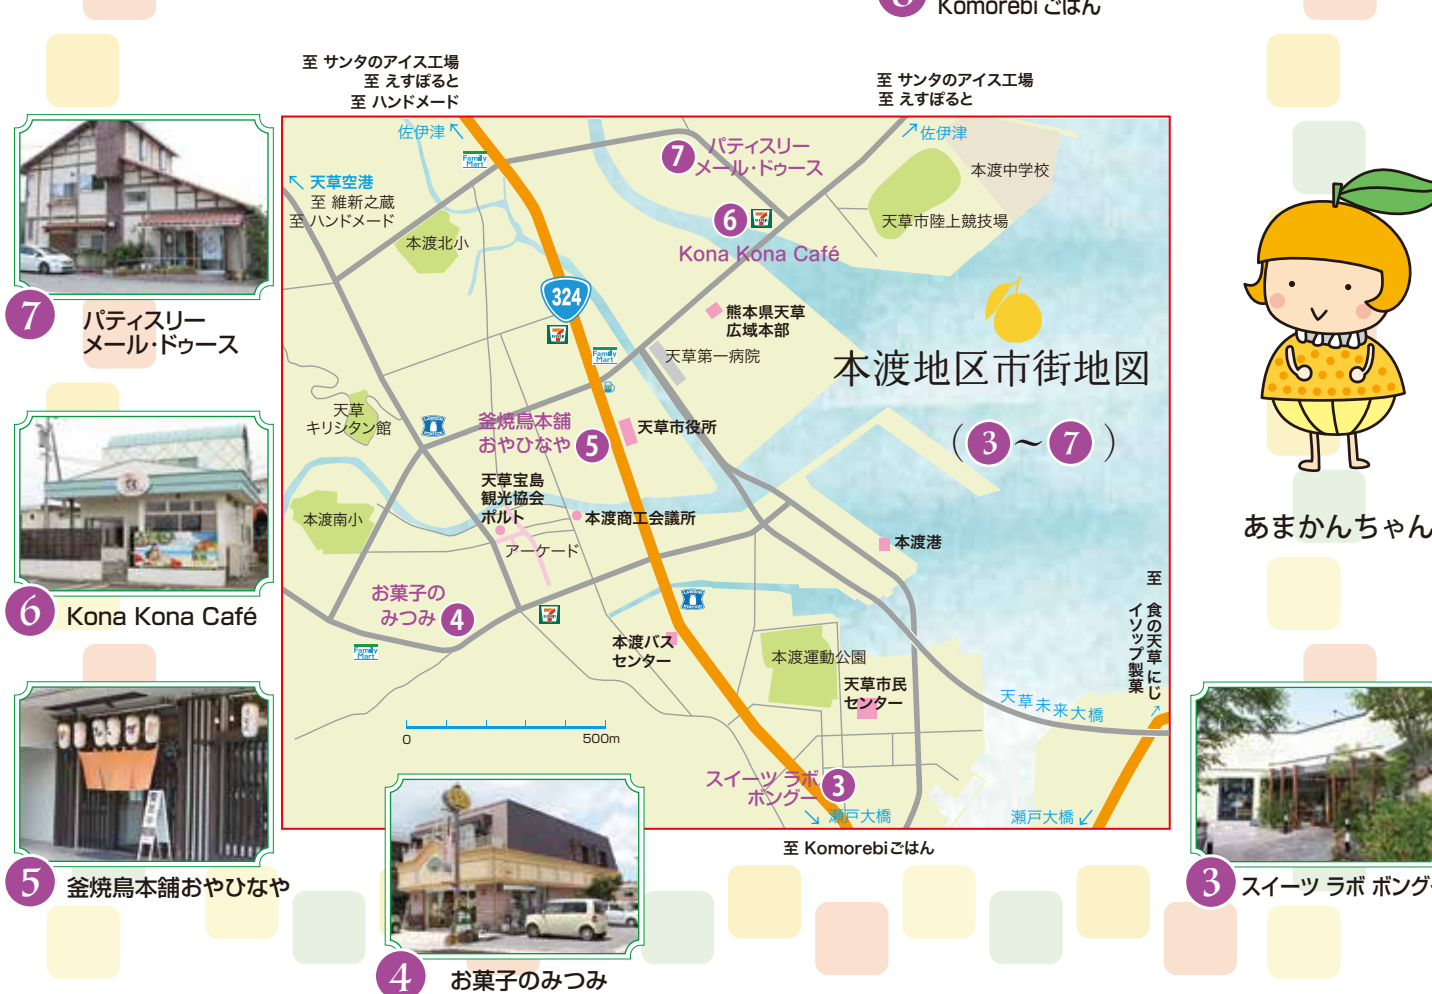 8
Komorebi ごはん
至 サンタのアイス工場
至 えすぽると
至 ハンドメード
至 サンタのアイス工場
至 えすぽると
佐伊津
佐伊津
Family Mart
7
パティスリー
メール・ドゥース
本渡中学校
天草空港
至 維新之蔵
至 ハンドメード
本渡北小
6
Kona Kona Café
天草市陸上競技場
324
熊本県天草
広域本部
Family Mart
天草第一病院
本渡地区市街地図
(3～7)
天草
キリシタン館
釜焼鳥本舗
おやひなや 5
天草市役所
天草宝島
観光協会
ポルト
本渡商工会議所
本渡南小
アーケード
本渡港
お菓子の
みつみ 4
Family Mart
本渡バス
センター
本渡運動公園
天草市民
センター
至 食の天草 にじ
イソップ製菓
天草未来大橋
0 500m
スイーツ ラボ
ボングー 3
瀬戸大橋
瀬戸大橋
至 Komorebiごはん
7
パティスリー
メール・ドゥース
6 Kona Kona Café
5 釜焼鳥本舗おやひなや
4 お菓子のみつみ
あまかんちゃん
3 スイーツ ラボ ボングー